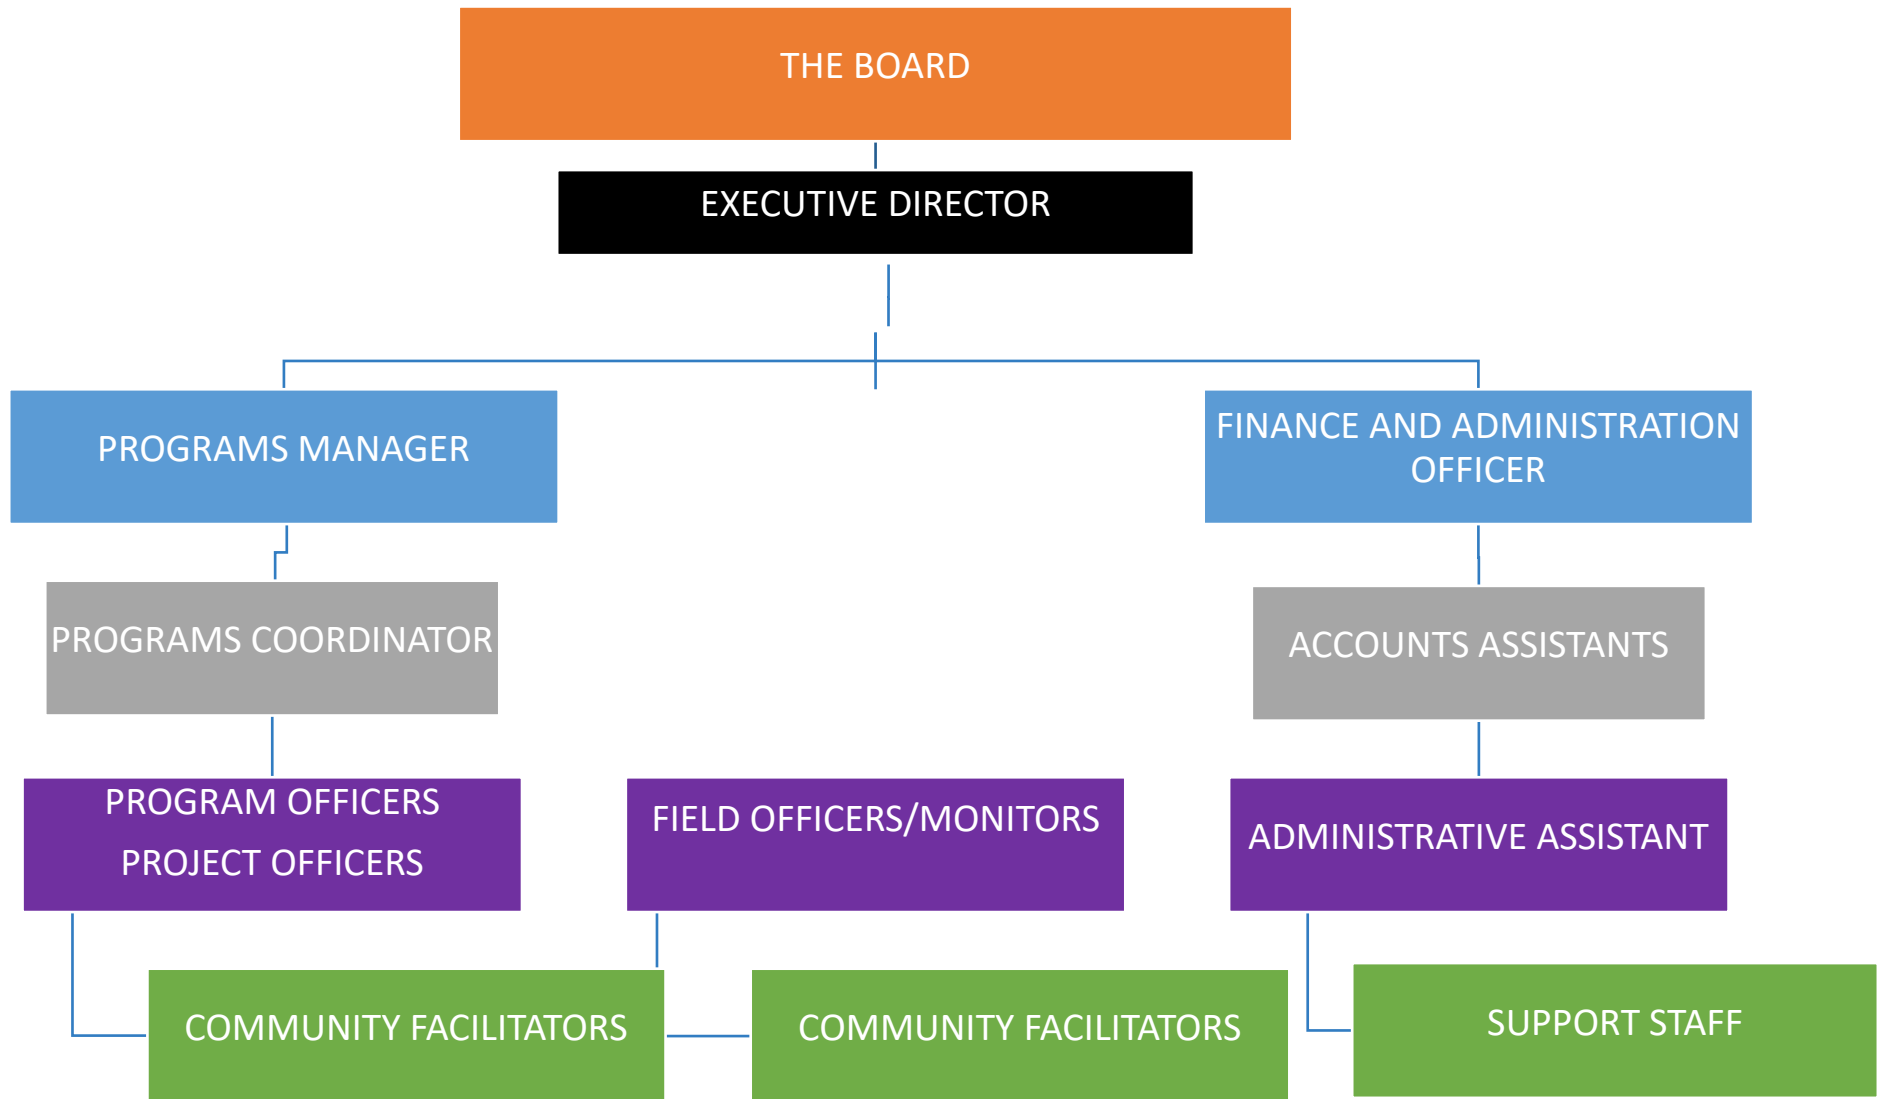 THE BOARD
EXECUTIVE DIRECTOR
PROGRAMS MANAGER
FINANCE AND ADMINISTRATION
OFFICER
PROGRAMS COORDINATOR
ACCOUNTS ASSISTANTS
PROGRAM OFFICERS
PROJECT OFFICERS
FIELD OFFICERS/MONITORS
ADMINISTRATIVE ASSISTANT
COMMUNITY FACILITATORS
COMMUNITY FACILITATORS
SUPPORT STAFF